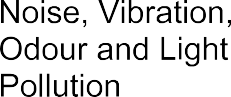 Noise, Vibration,
Odour and Light
Pollution